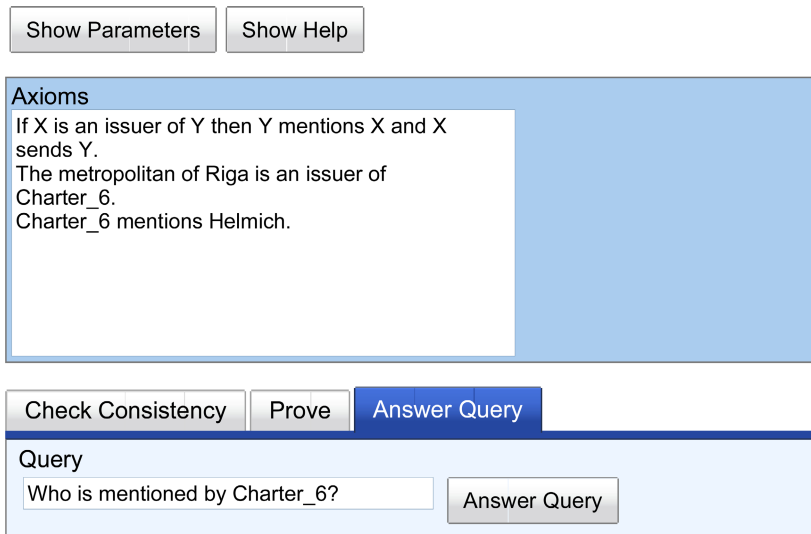 Show Parameters Show Help
Axioms
If X is an issuer of Y then Y mentions X and X
sends Y.
The metropolitan of Riga is an issuer of
Charter_6.
Charter_6 mentions Helmich.
Check Consistency Prove Answer Query
Query
Who is mentioned by Charter_6? Answer Query